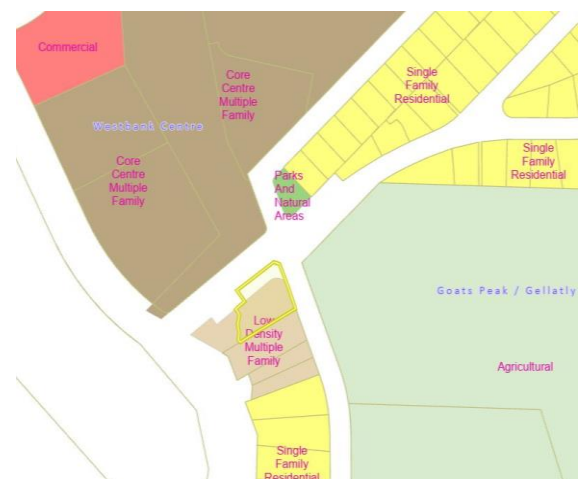 Commercial
Core
Centre
Multiple
Family
Westbank Centre
Core
Centre
Multiple
Family
Single
Family
Residential
Single
Family
Residential
Parks
And
Natural
Areas
Goats Peak / Gellatly
Low
Density
Multiple
Family
Agricultural
Single
Family
Residential